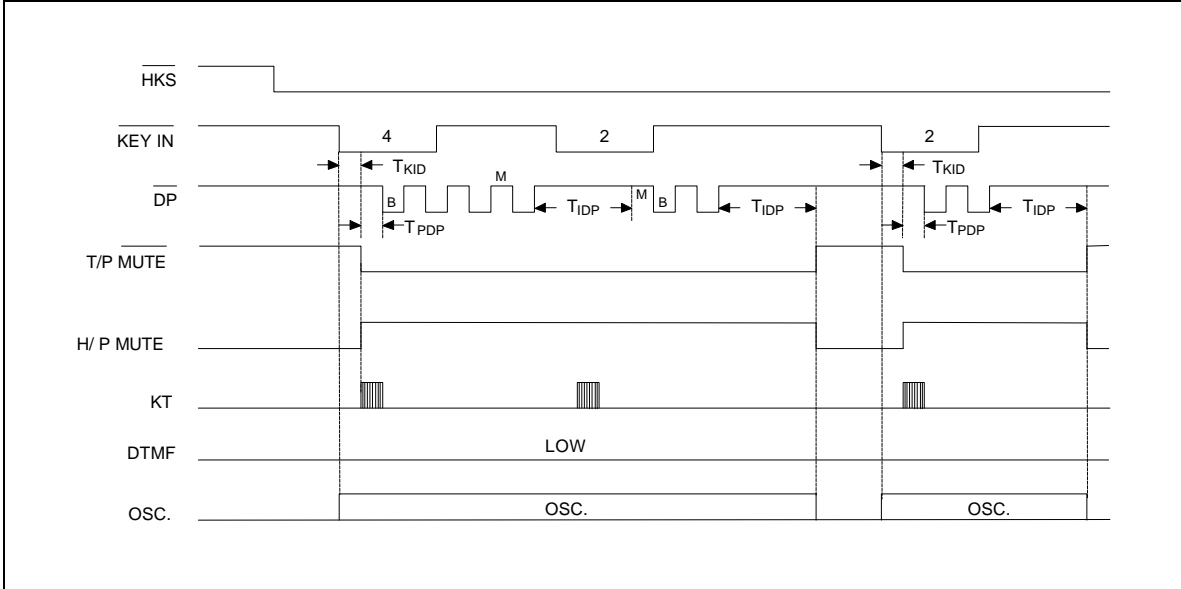 HKS
KEY IN 4 2 2
TKID TKID
DP B M TIDP M B TIDP TIDP
TPDP TPDP
T/P MUTE
H/ P MUTE
KT
DTMF LOW
OSC. OSC. OSC.